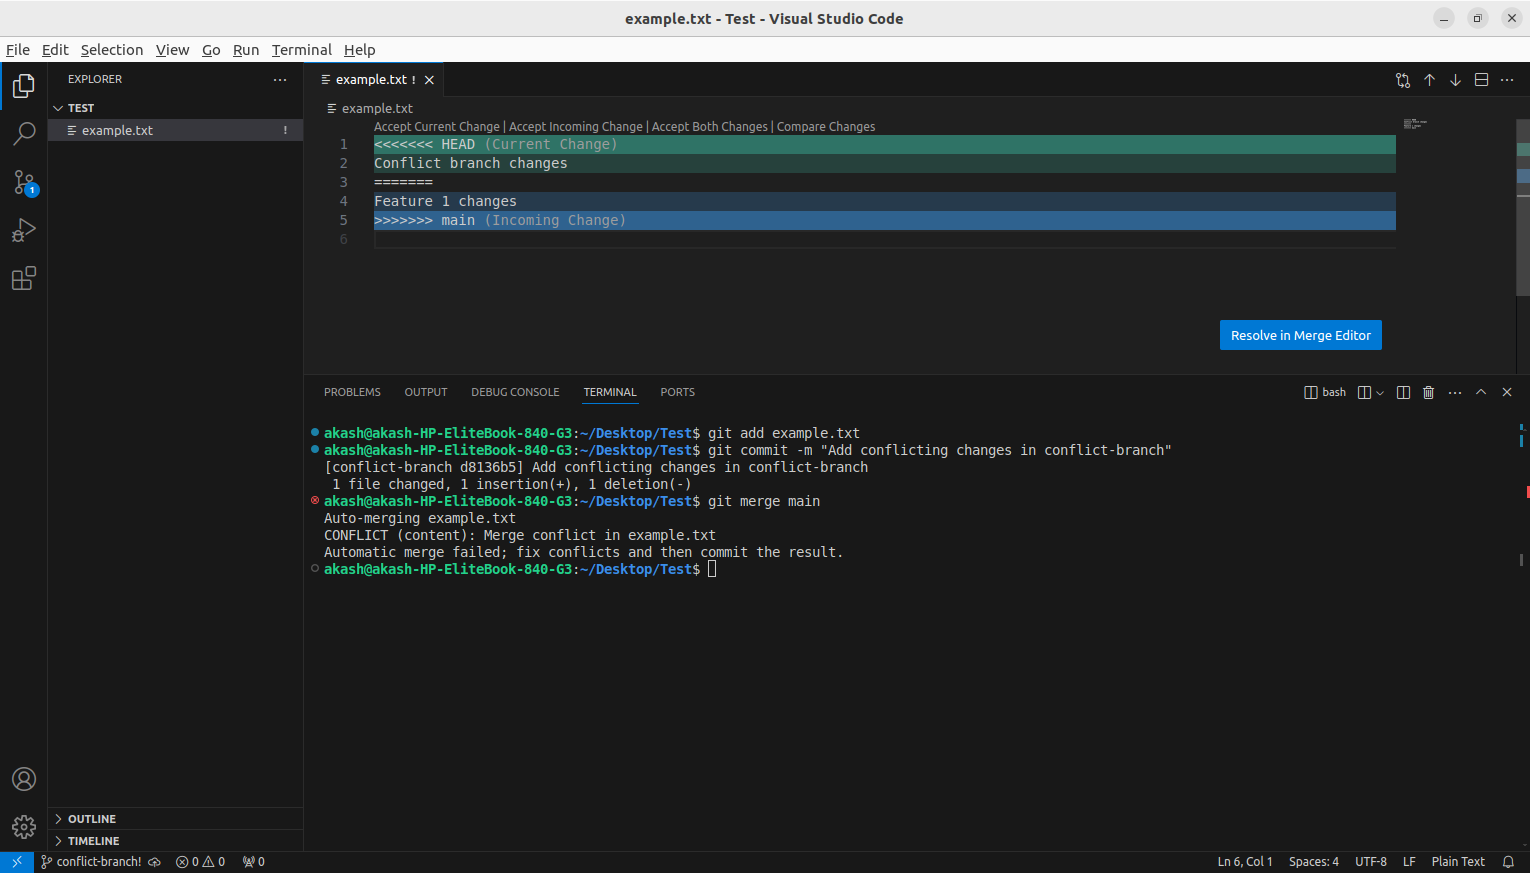 example.txt - Test - Visual Studio Code
File Edit Selection View Go Run Terminal Help
EXPLORER
TEST
example.txt !
1
example.txt !
example.txt
Accept Current Change | Accept Incoming Change | Accept Both Changes | Compare Changes
1 <<<<<<< HEAD (Current Change)
2 Conflict branch changes
3 =======
4 Feature 1 changes
5 >>>>>>> main (Incoming Change)
6
Resolve in Merge Editor
PROBLEMS OUTPUT DEBUG CONSOLE TERMINAL PORTS
bash
akash@akash-HP-EliteBook-840-G3:~/Desktop/Test$ git add example.txt
akash@akash-HP-EliteBook-840-G3:~/Desktop/Test$ git commit -m "Add conflicting changes in conflict-branch"
[conflict-branch d8136b5] Add conflicting changes in conflict-branch
1 file changed, 1 insertion(+), 1 deletion(-)
akash@akash-HP-EliteBook-840-G3:~/Desktop/Test$ git merge main
Auto-merging example.txt
CONFLICT (content): Merge conflict in example.txt
Automatic merge failed; fix conflicts and then commit the result.
akash@akash-HP-EliteBook-840-G3:~/Desktop/Test$
OUTLINE
TIMELINE
conflict-branch! 0 0 0
Ln 6, Col 1 Spaces: 4 UTF-8 LF Plain Text